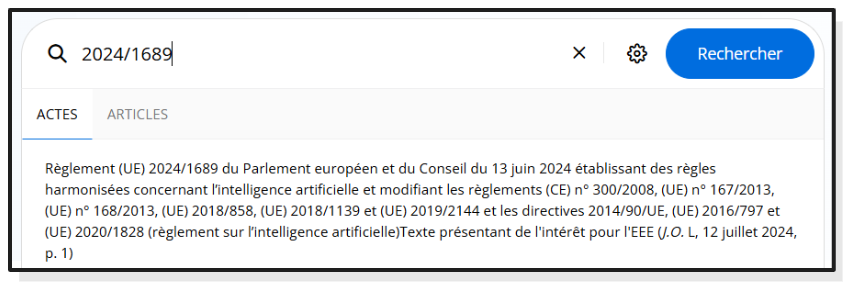 2024/1689
Rechercher
ACTES ARTICLES
Règlement (UE) 2024/1689 du Parlement européen et du Conseil du 13 juin 2024 établissant des règles
harmonisées concernant l’intelligence artificielle et modifiant les règlements (CE) n° 300/2008, (UE) n° 167/2013,
(UE) n° 168/2013, (UE) 2018/858, (UE) 2018/1139 et (UE) 2019/2144 et les directives 2014/90/UE, (UE) 2016/797 et
(UE) 2020/1828 (règlement sur l’intelligence artificielle)Texte présentant de l'intérêt pour l'EEE (J.O. L, 12 juillet 2024,
p. 1)